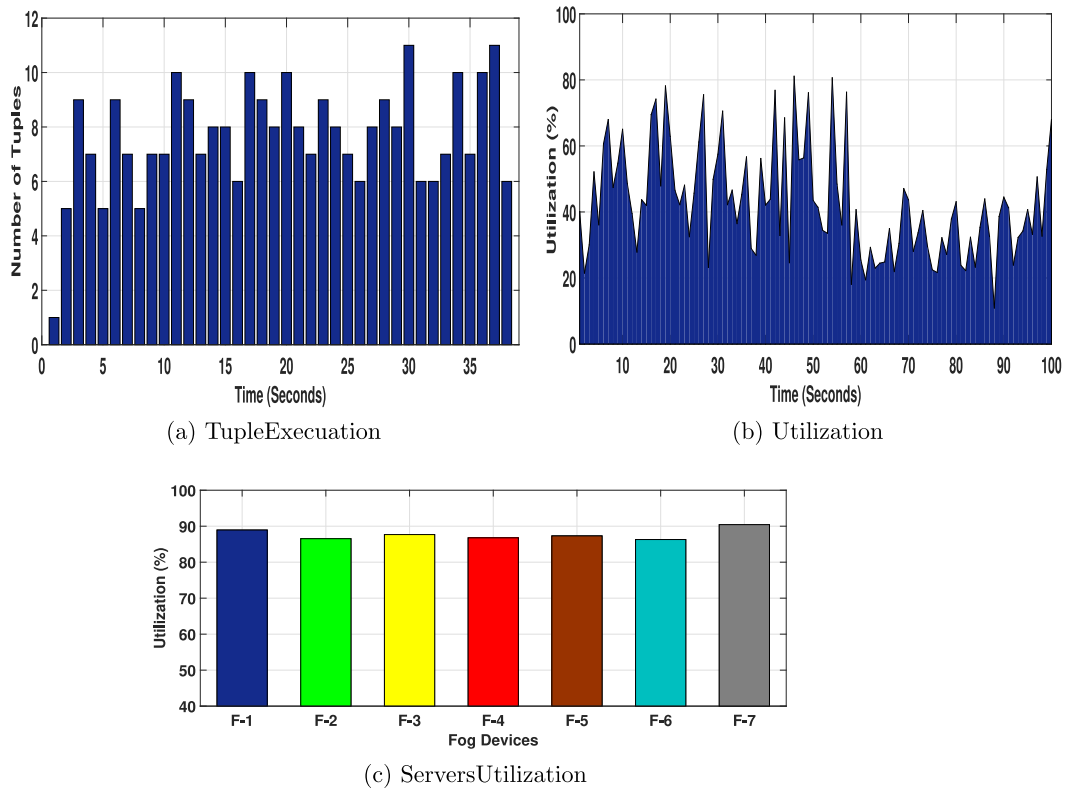 12
10
8
6
4
2
0
Number of Tuples
0 5 10 15 20 25 30 35
Time (Seconds)
(a) TupleExecuation
100
80
60
40
20
0
Utilization (%)
10 20 30 40 50 60 70 80 90 100
Time (Seconds)
(b) Utilization
100
90
80
70
60
50
40
Utilization (%)
F-1 F-2 F-3 F-4 F-5 F-6 F-7
Fog Devices
(c) ServersUtilization